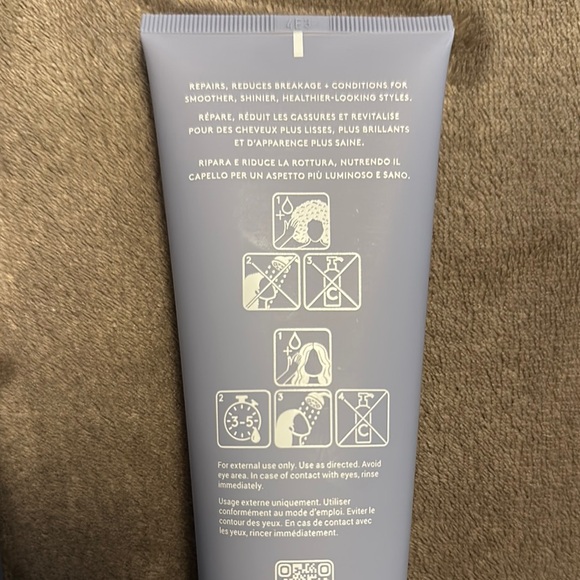 REPAIRS, REDUCES BREAKAGE + CONDITIONS FOR
SMOOTHER, SHINIER, HEALTHIER-LOOKING STYLES.
RÉPARE, RÉDUIT LES CASSURES ET REVITALISE
POUR DES CHEVEUX PLUS LISSES, PLUS BRILLANTS
ET D'APPARENCE PLUS SAINE.
RIPARA E RIDUCE LA ROTTURA, NUTRENDO IL
CAPELLO PER UN ASPETTO PIÙ LUMINOSO E SANO.
1
+
2 3
C
1
+
2 3 4
3-5
C
For external use only. Use as directed. Avoid
eye area. In case of contact with eyes, rinse
immediately.
Usage externe uniquement. Utiliser
conformément au mode d'emploi. Eviter le
contour des yeux. En cas de contact avec
les yeux, rincer immédiatement.